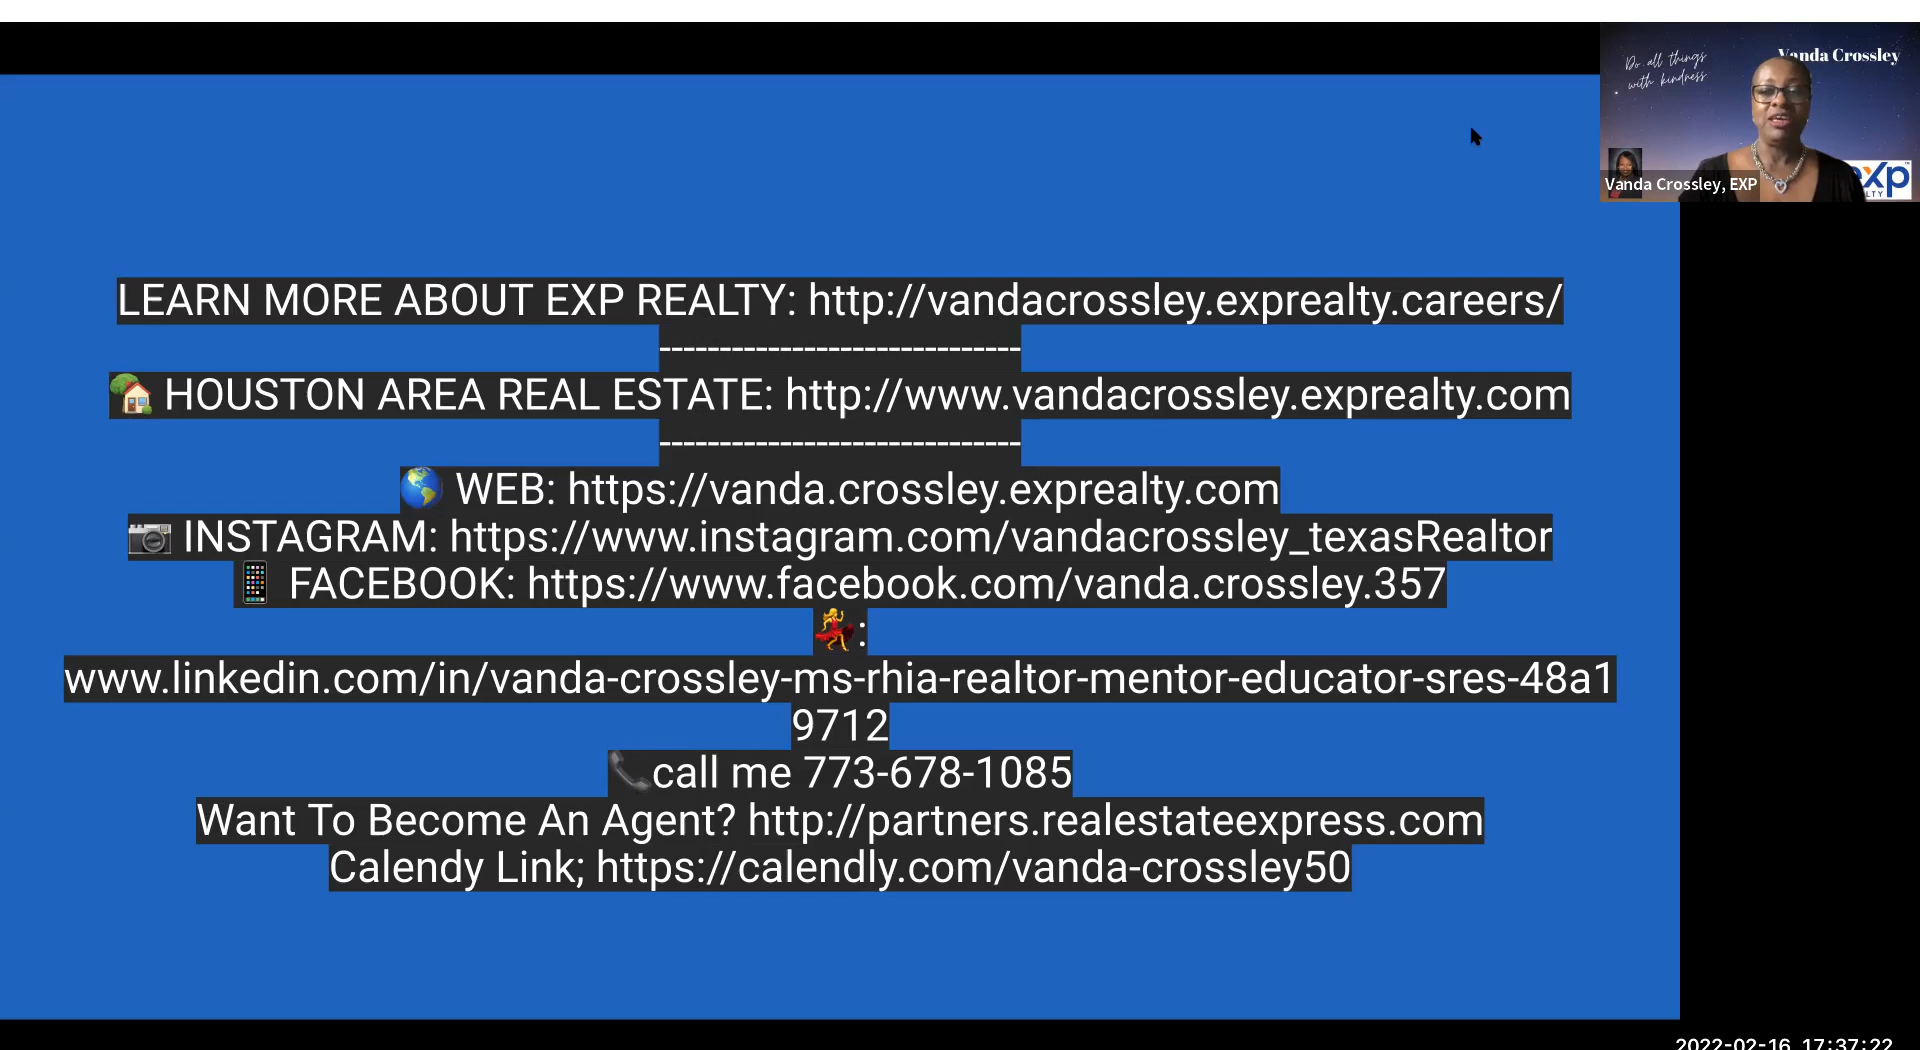 Do all things
with kindness
Vanda Crossley
Vanda Crossley, EXP
eXp
LTY
LEARN MORE ABOUT EXP REALTY: http://vandacrossley.exprealty.careers/
------------------------------
🏡 HOUSTON AREA REAL ESTATE: http://www.vandacrossley.exprealty.com
------------------------------
🌎 WEB: https://vanda.crossley.exprealty.com
📷 INSTAGRAM: https://www.instagram.com/vandacrossley_texasRealtor
📱 FACEBOOK: https://www.facebook.com/vanda.crossley.357
💃:
www.linkedin.com/in/vanda-crossley-ms-rhia-realtor-mentor-educator-sres-48a1
9712
📞call me 773-678-1085
Want To Become An Agent? http://partners.realestateexpress.com
Calendy Link; https://calendly.com/vanda-crossley50
2022-02-16 17:37:22